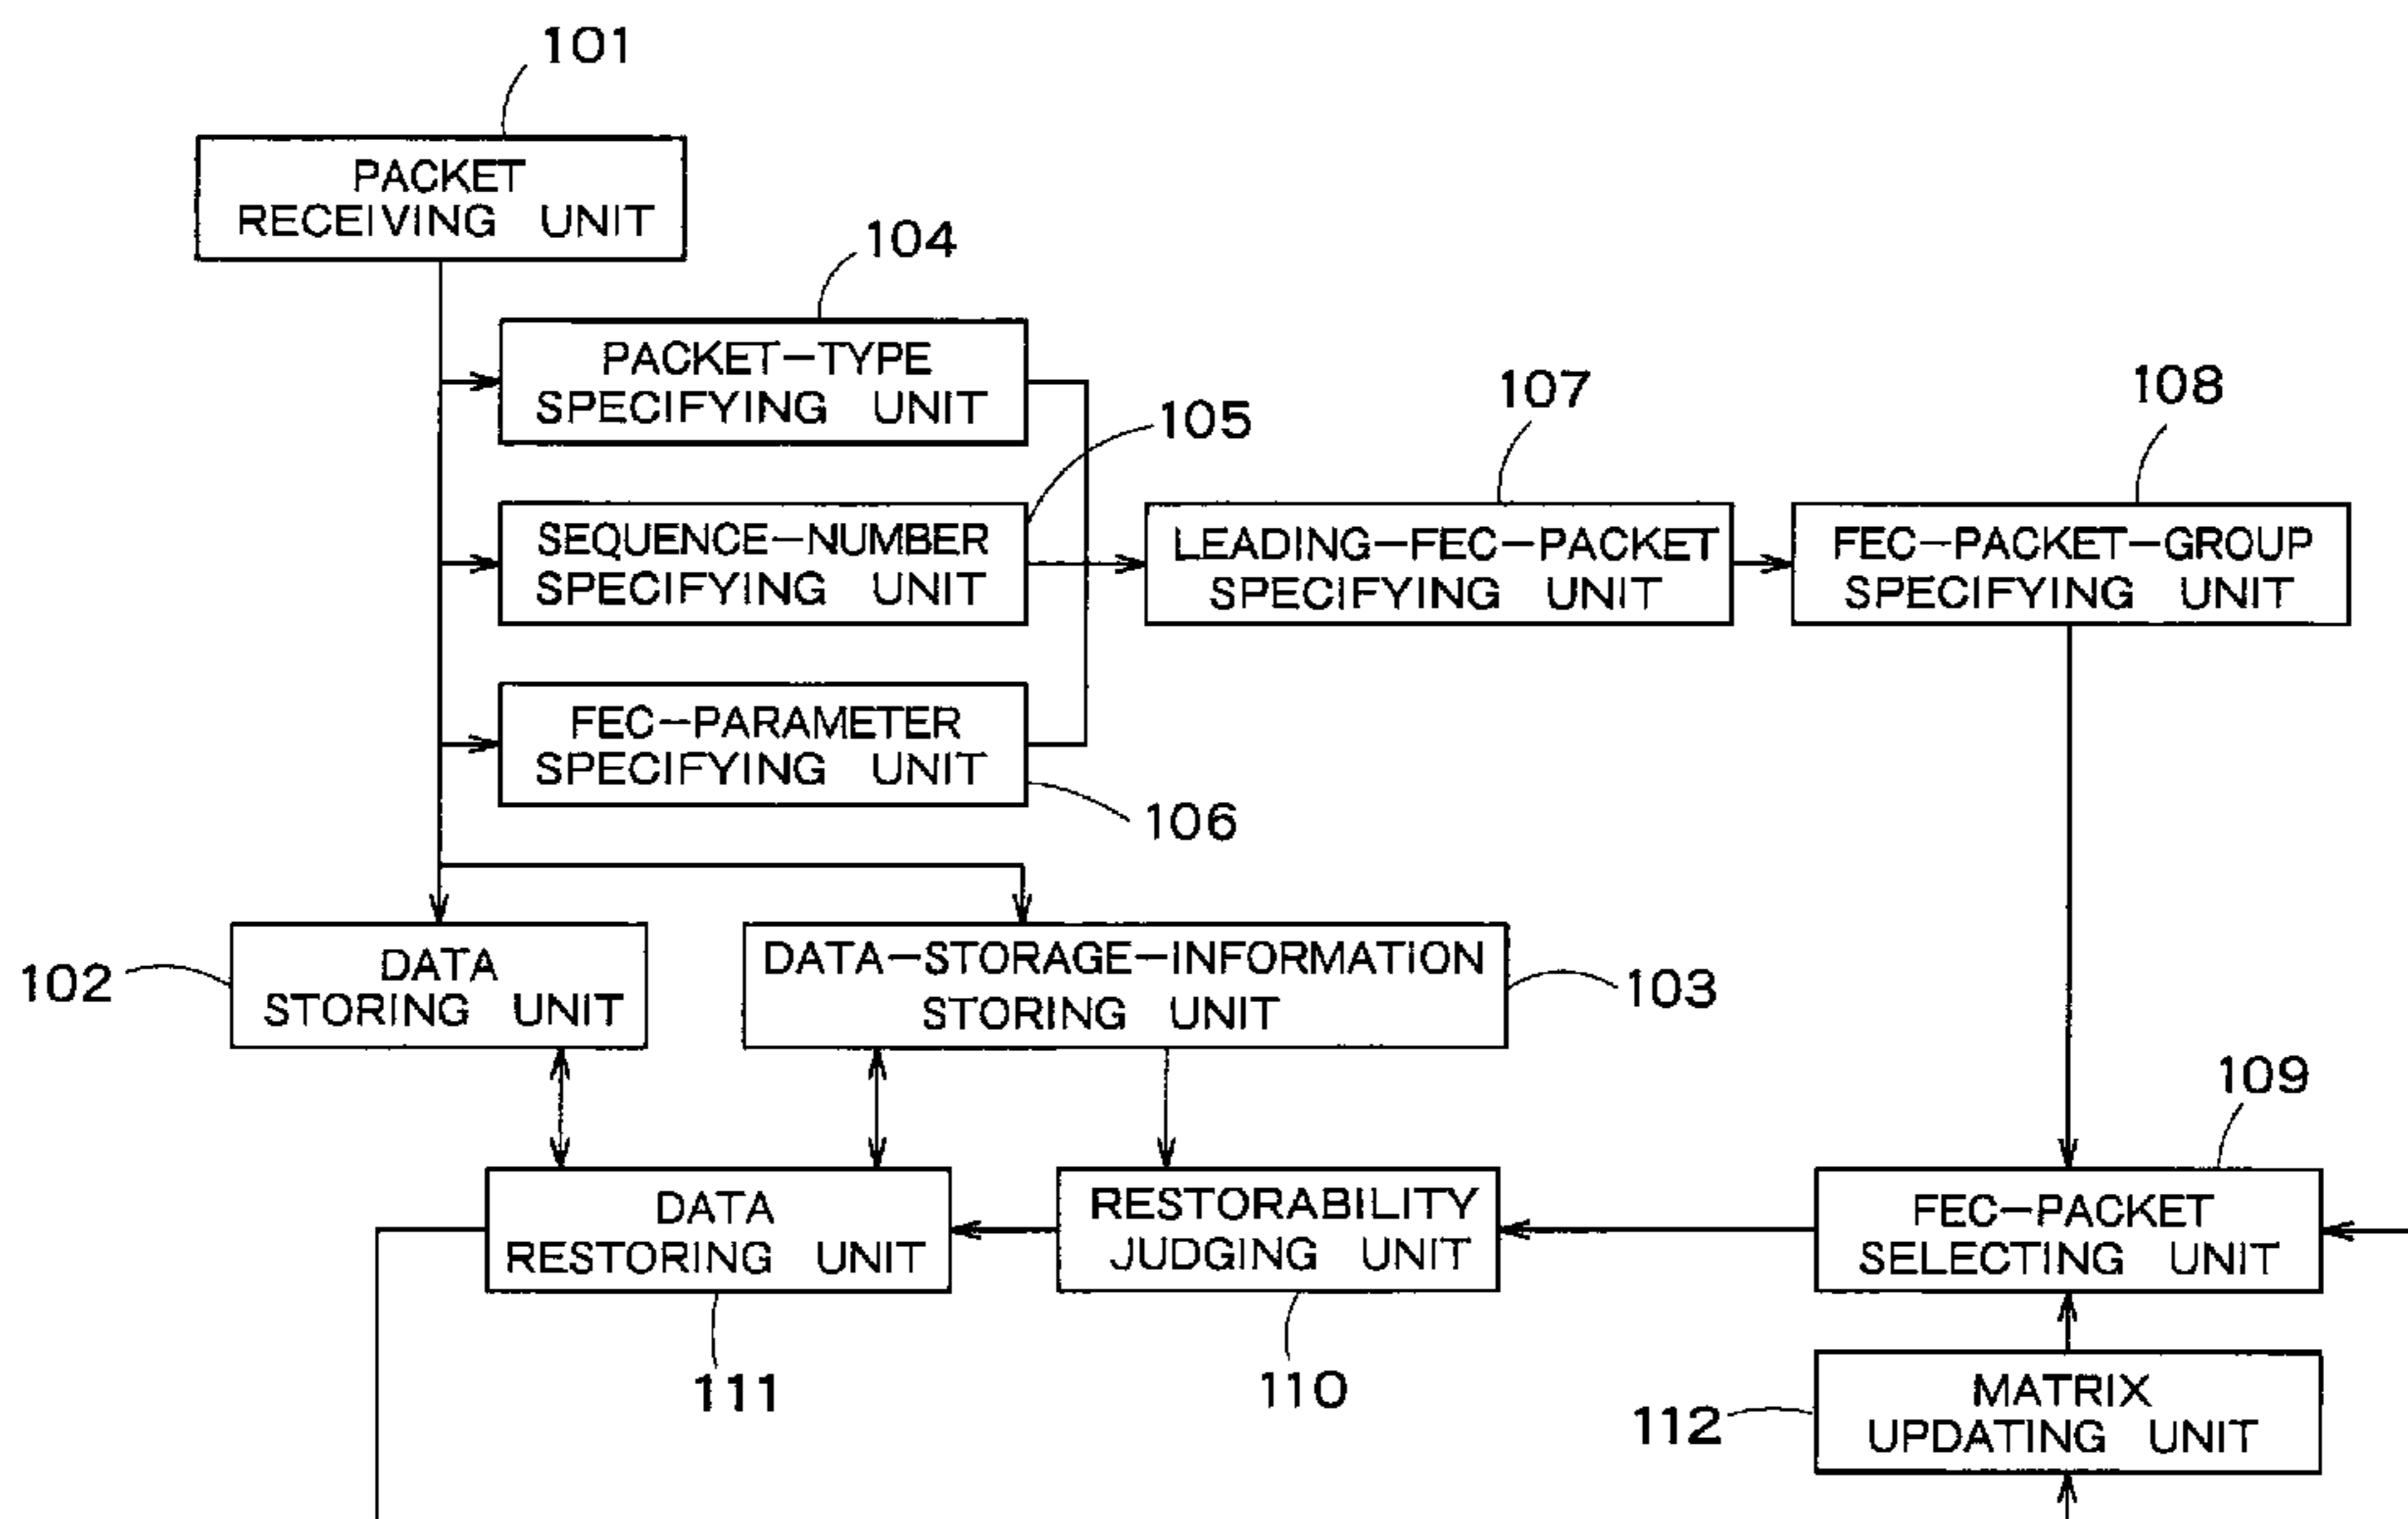 101
PACKET
RECEIVING UNIT
104
PACKET-TYPE
SPECIFYING UNIT
105
SEQUENCE-NUMBER
SPECIFYING UNIT
107
LEADING-FEC-PACKET
SPECIFYING UNIT
108
FEC-PACKET-GROUP
SPECIFYING UNIT
FEC-PARAMETER
SPECIFYING UNIT
106
102
DATA
STORING UNIT
DATA-STORAGE-INFORMATION
STORING UNIT
103
109
DATA
RESTORING UNIT
111
RESTORABILITY
JUDGING UNIT
110
FEC-PACKET
SELECTING UNIT
112
MATRIX
UPDATING UNIT